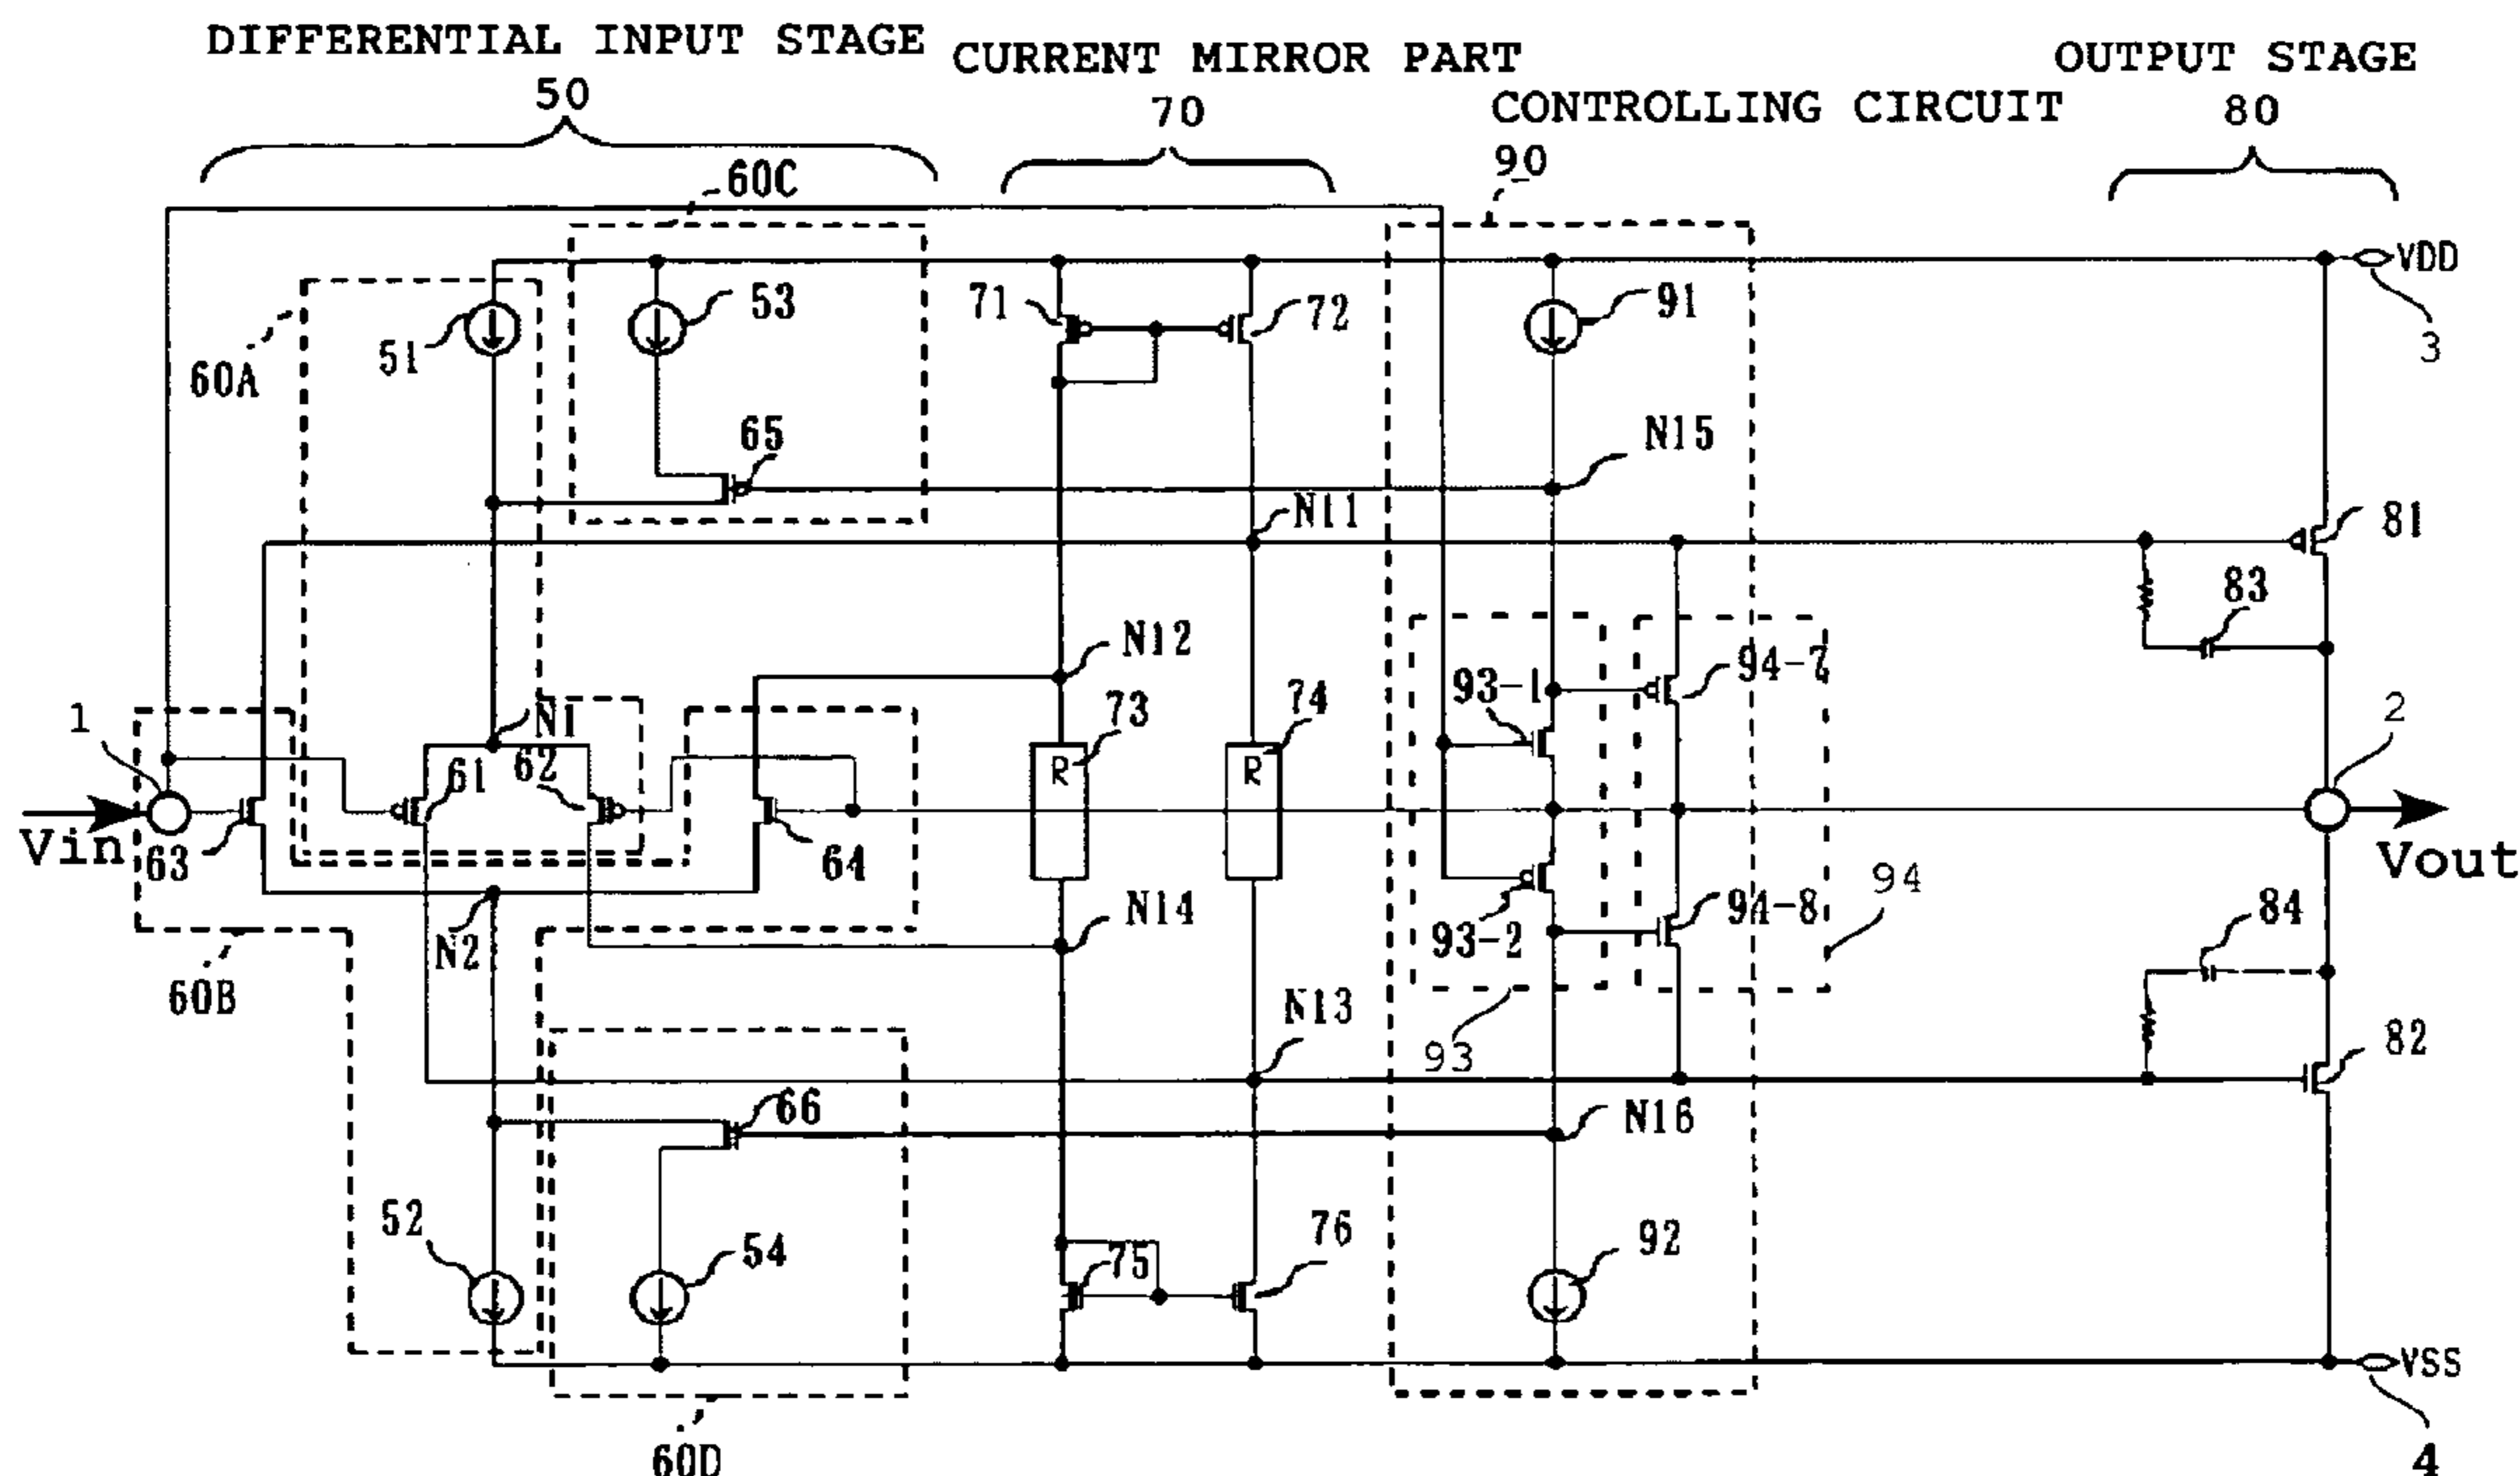 DIFFERENTIAL INPUT STAGE
50
CURRENT MIRROR PART
70
CONTROLLING CIRCUIT
90
OUTPUT STAGE
80
60C
60A
51
53
71
72
91
VDD
3
65
N15
N11
81
83
N12
94-7
93-1
1
N1
62
61
73
R
74
R
2
Vin
63
64
Vout
N2
N14
93-2
94-8
94
84
60B
N13
93
82
66
N16
52
54
75
76
92
VSS
60D
4